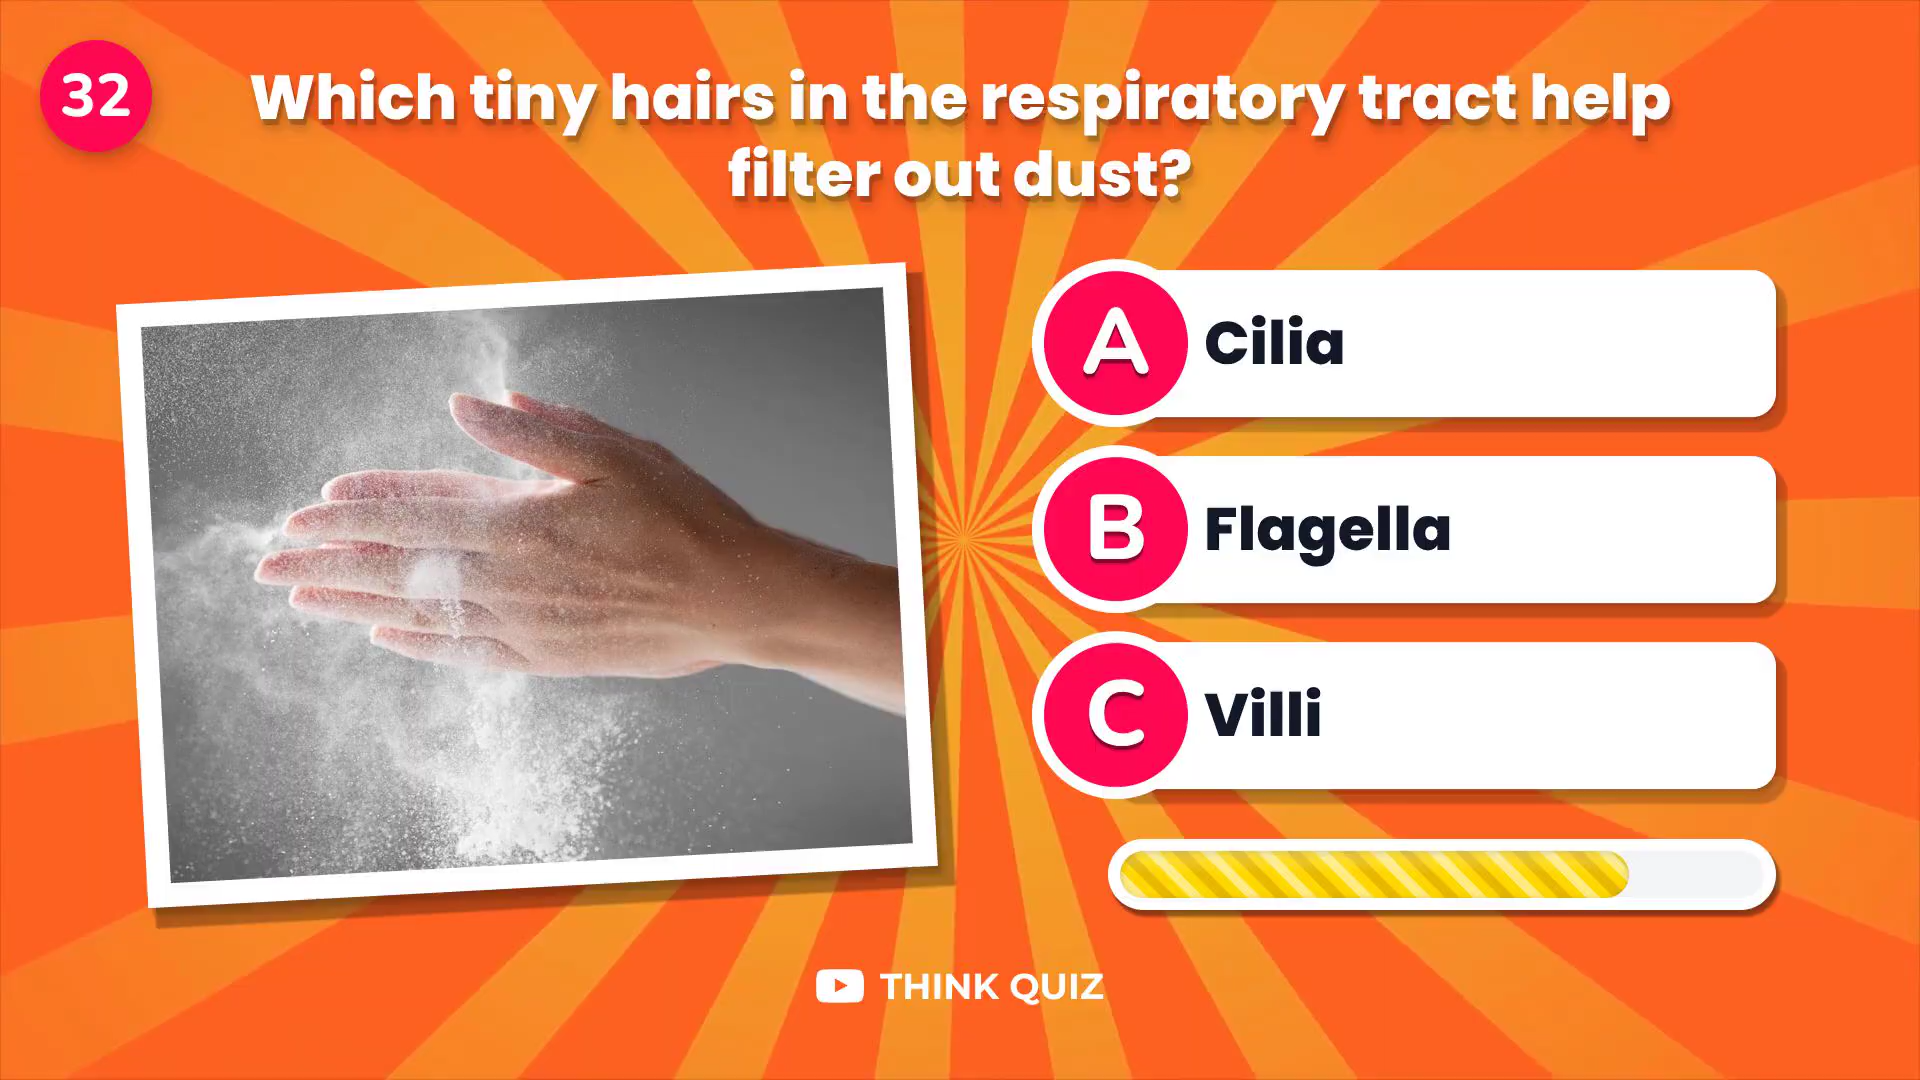 32
Which tiny hairs in the respiratory tract help
filter out dust?
A Cilia
B Flagella
C Villi
THINK QUIZ